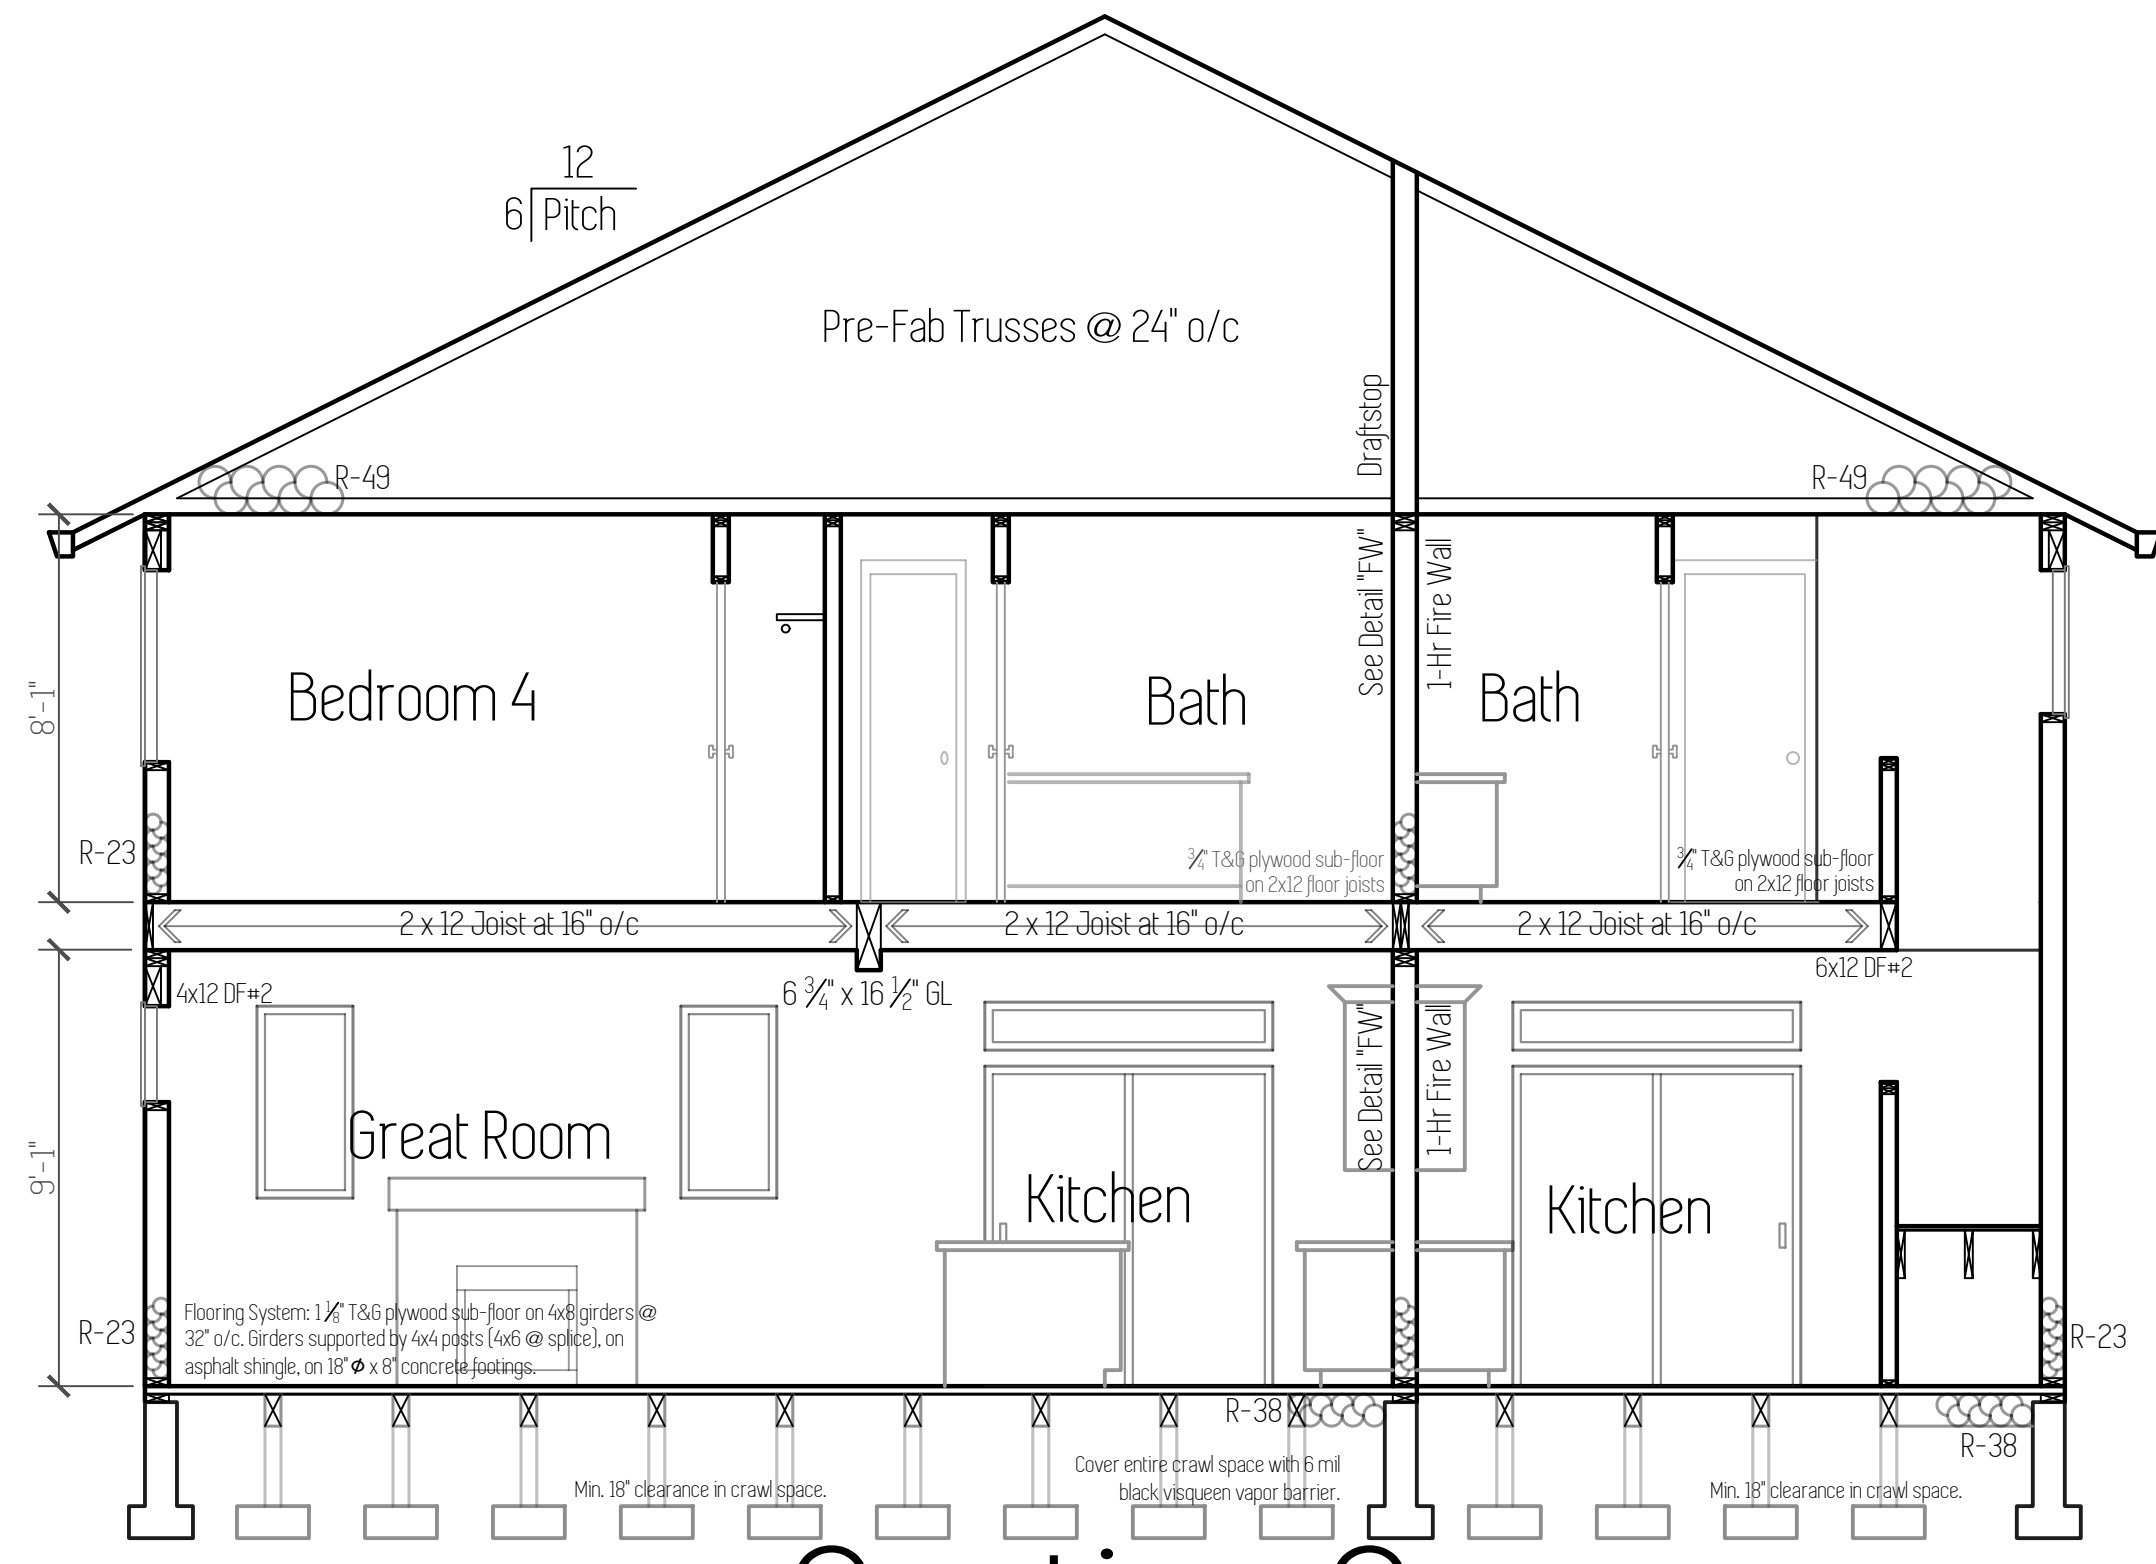 12
6 Pitch
Pre-Fab Trusses @ 24" o/c
Draftstop
R-49
R-49
8'-1"
See Detail "FW"
1-Hr Fire Wall
Bedroom 4
Bath
Bath
R-23
3/4" T&G plywood sub-floor
on 2x12 floor joists
3/4" T&G plywood sub-floor
on 2x12 floor joists
2 x 12 Joist at 16" o/c
2 x 12 Joist at 16" o/c
2 x 12 Joist at 16" o/c
4x12 DF#2
6 3/4" x 16 1/2" GL
6x12 DF#2
9'-1"
See Detail "FW"
1-Hr Fire Wall
Great Room
Kitchen
Kitchen
R-23
Flooring System: 1 1/8" T&G plywood sub-floor on 4x8 girders @
32" o/c. Girders supported by 4x4 posts (4x6 @ splice), on
asphalt shingle, on 18" Ø x 8" concrete footings.
R-23
R-38
R-38
Min. 18" clearance in crawl space.
Cover entire crawl space with 6 mil
black visqueen vapor barrier.
Min. 18" clearance in crawl space.